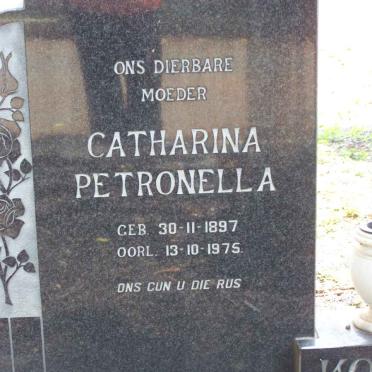 ONS DIERBARE
MOEDER
CATHARINA
PETRONELLA
GEB. 30-11-1897
OORL. 13-10-1975.
ONS GUN U DIE RUS